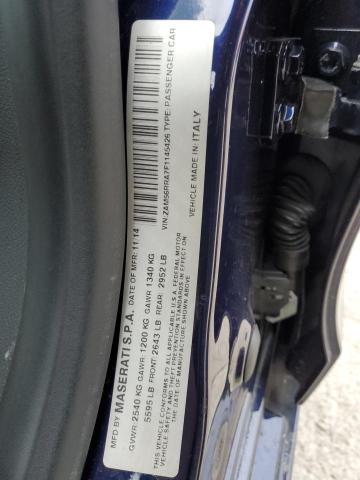 MFD BY MASERATI S.P.A. DATE OF MFR: 11.14
GVWR: 2540 KG GAWR: 1200 KG GAWR: 1340 KG
5595 LB FRONT: 2643 LB REAR: 2952 LB
THIS VEHICLE CONFORMS TO ALL APPLICABLE FEDERAL MOTOR
VEHICLE SAFETY AND THEFT PREVENTION STANDARDS IN EFFECT
ON THE DATE OF MANUFACTURE SHOWN ABOVE
VIN: ZAM56RRA7F1145426 TYPE: PASSENGER CAR
VEHICLE MADE IN: ITALY